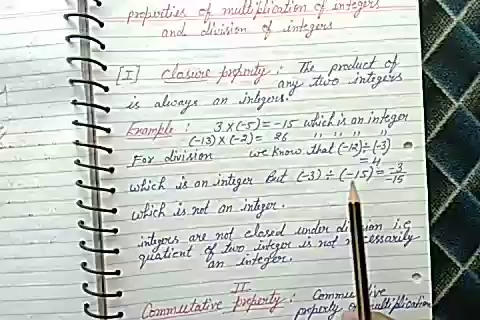 properties of multiplication of integers
and division of integers
[I] Closure property : The product of
any two integers
is always an integers.
Example : 3 x (-5) = -15 which is an integer
(-13) x (-2) = 26 " " " "
For division we know that (-12) ÷ (-3)
= 4
which is an integer But (-3) ÷ (-15) = -3/15
which is not an integer.
integers are not closed under division i.e
quatient of two integer is not necessarily
an integer.
II
Commutative property : Commutative
property multiplication